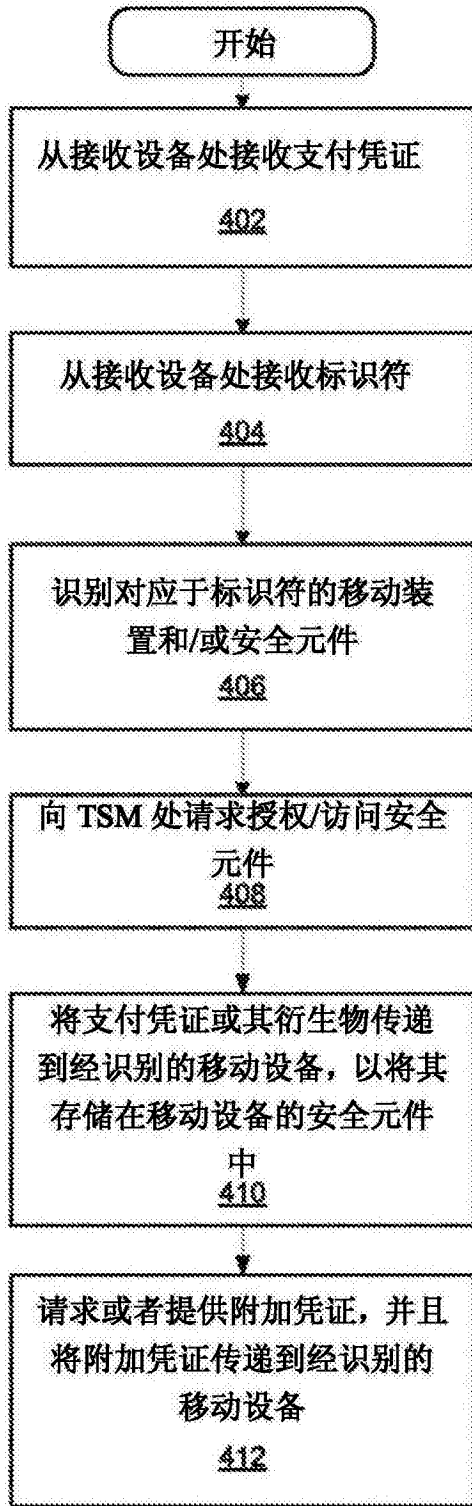 开始
从接收设备处接收支付凭证
402
从接收设备处接收标识符
404
识别对应于标识符的移动装
置和/或安全元件
406
向 TSM 处请求授权/访问安全
元件
408
将支付凭证或其衍生物传递
到经识别的移动设备，以将其
存储在移动设备的安全元件
中
410
请求或者提供附加凭证，并且
将附加凭证传递到经识别的
移动设备
412